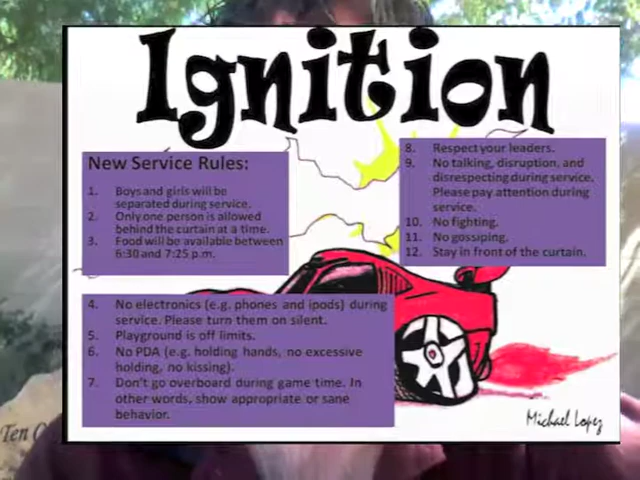 Ignition
New Service Rules:
1. Boys and girls will be
separated during service.
2. Only one person is allowed
behind the curtain at a time.
3. Food will be available between
6:30 and 7:25 p.m.
4. No electronics (e.g. phones and ipods) during
service. Please turn them on silent.
5. Playground is off limits.
6. No PDA (e.g. holding hands, no excessive
holding, no kissing).
7. Don't go overboard during game time. In
other words, show appropriate or sane
behavior.
8. Respect your leaders.
9. No talking, disruption, and
disrespecting during service.
Please pay attention during
service.
10. No fighting.
11. No gossiping.
12. Stay in front of the curtain.
Michael Lopez
Ten